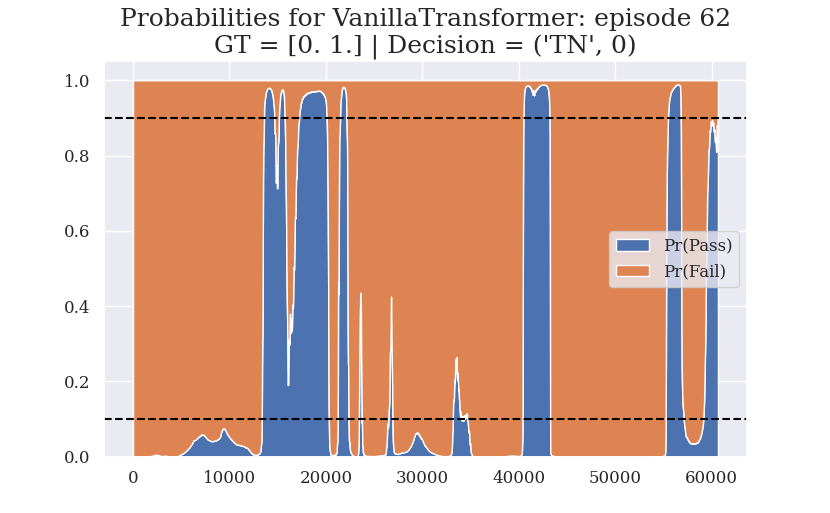 Probabilities for VanillaTransformer: episode 62
GT = [0. 1.] | Decision = ('TN', 0)
1.0
0.8
0.6
0.4
0.2
0.0
Pr(Pass)
Pr(Fail)
0 10000 20000 30000 40000 50000 60000